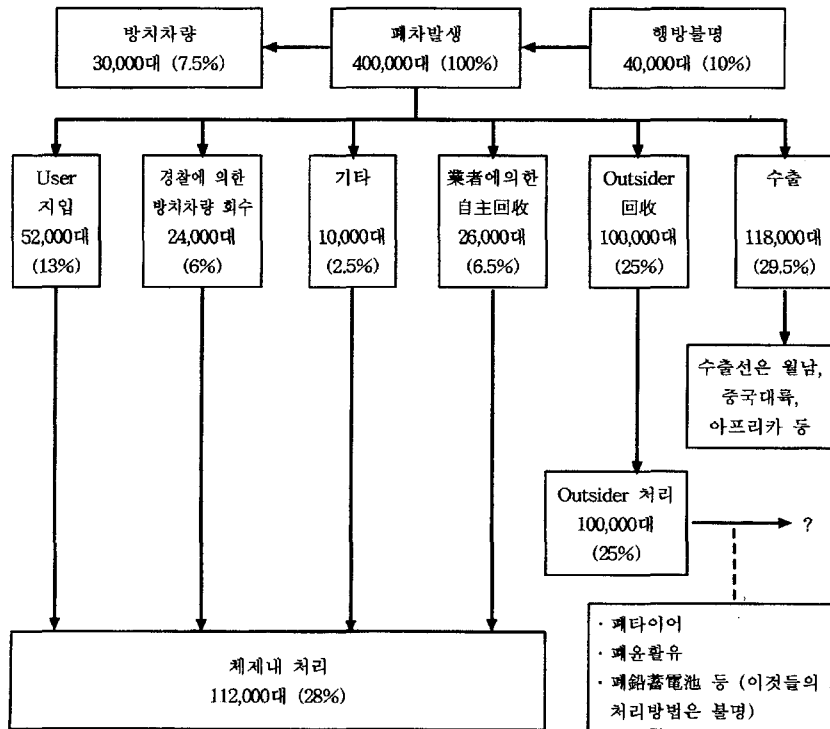 방치차량
30,000대 (7.5%)
폐차발생
400,000대 (100%)
행방불명
40,000대 (10%)
User
지입
52,000대
(13%)
경찰에 의한
방치차량 회수
24,000대
(6%)
기타
10,000대
(2.5%)
業者에의한
自主回收
26,000대
(6.5%)
Outsider
回收
100,000대
(25%)
수출
118,000대
(29.5%)
수출선은 월남,
중국대륙,
아프리카 등
Outsider 처리
100,000대
(25%)
?
체제내 처리
112,000대 (28%)
· 폐타이어
· 폐윤활유
· 폐鉛蓄電池 등 (이것들의
처리방법은 불명)